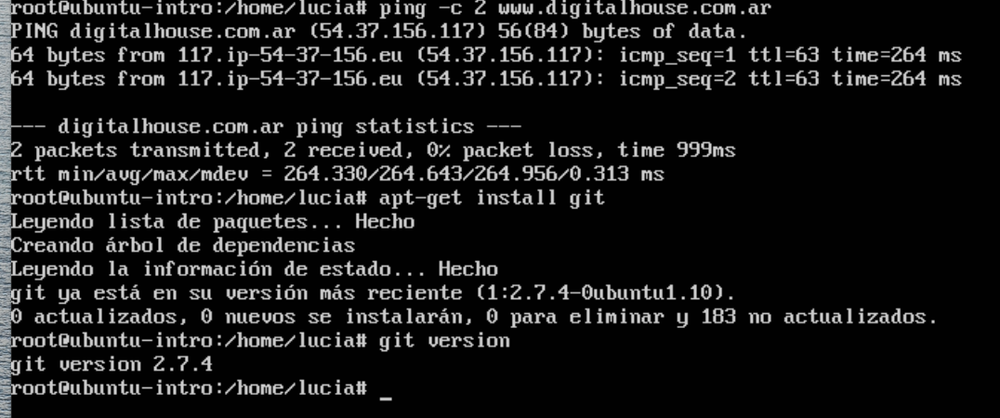 root@ubuntu-intro:/home/lucia# ping -c 2 www.digitalhouse.com.ar
PING digitalhouse.com.ar (54.37.156.117) 56(84) bytes of data.
64 bytes from 117.ip-54-37-156.eu (54.37.156.117): icmp_seq=1 ttl=63 time=264 ms
64 bytes from 117.ip-54-37-156.eu (54.37.156.117): icmp_seq=2 ttl=63 time=264 ms
--- digitalhouse.com.ar ping statistics ---
2 packets transmitted, 2 received, 0% packet loss, time 999ms
rtt min/avg/max/mdev = 264.330/264.643/264.956/0.313 ms
root@ubuntu-intro:/home/lucia# apt-get install git
Leyendo lista de paquetes... Hecho
Creando árbol de dependencias
Leyendo la información de estado... Hecho
git ya está en su versión más reciente (1:2.7.4-0ubuntu1.10).
0 actualizados, 0 nuevos se instalarán, 0 para eliminar y 183 no actualizados.
root@ubuntu-intro:/home/lucia# git version
git version 2.7.4
root@ubuntu-intro:/home/lucia# _